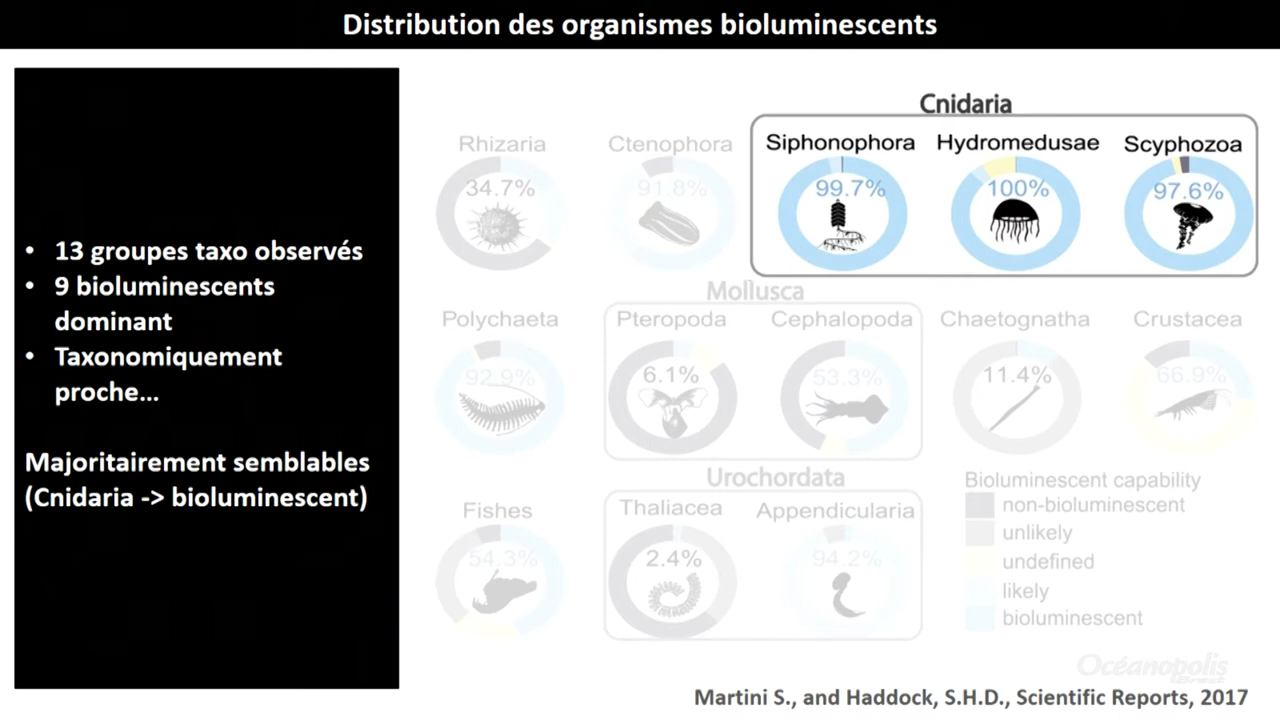 Distribution des organismes bioluminescents
• 13 groupes taxo observés
• 9 bioluminescents
dominant
• Taxonomiquement
proche...
Majoritairement semblables
(Cnidaria -> bioluminescent)
Cnidaria
Rhizaria
34.7%
Ctenophora
91.8%
Siphonophora
99.7%
Hydromedusae
100%
Scyphozoa
97.6%
Mollusca
Polychaeta
92.9%
Pteropoda
6.1%
Cephalopoda
53.3%
Chaetognatha
11.4%
Crustacea
66.9%
Urochordata
Fishes
54.3%
Thaliacea
2.4%
Appendicularia
94.2%
Bioluminescent capability
non-bioluminescent
unlikely
undefined
likely
bioluminescent
Océanopolis
Brest
Martini S., and Haddock, S.H.D., Scientific Reports, 2017